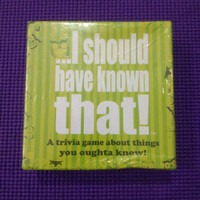 ...I should
have known
that!
A trivia game about things
you oughta know!